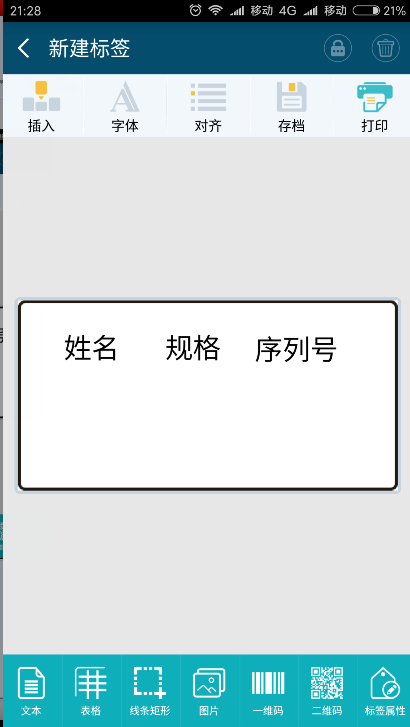 21:28 移动 4G 移动 21%
新建标签
插入 字体 对齐 存档 打印
姓名 规格 序列号
文本 表格 线条矩形 图片 一维码 二维码 标签属性